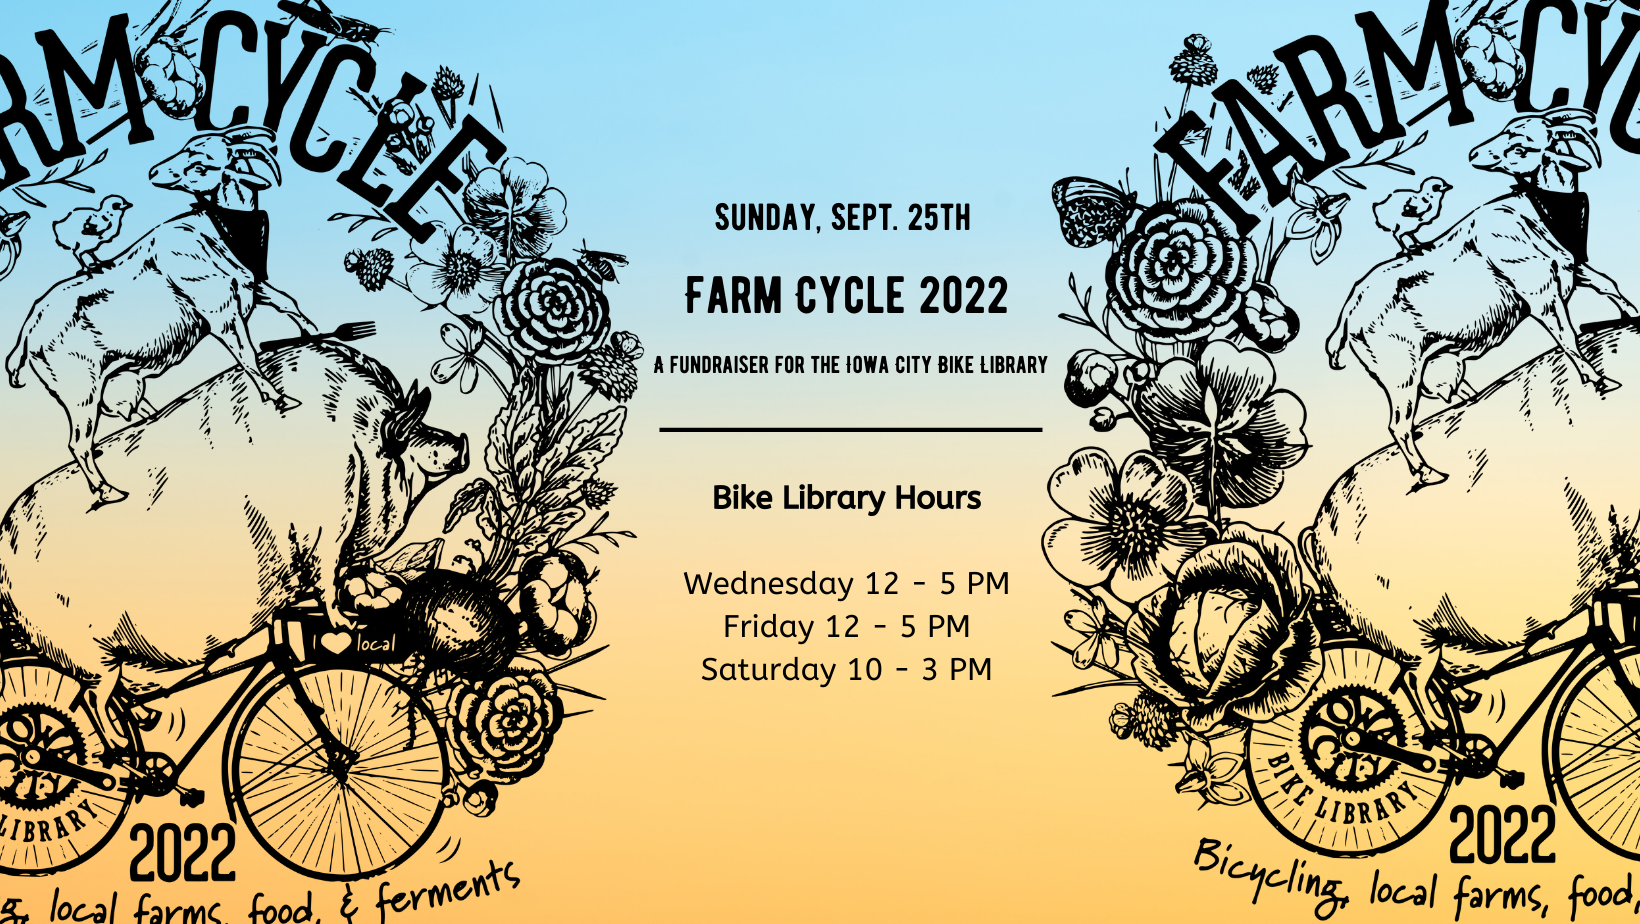 CYCLE
local
LIBRARY
2022
local farms, food, & ferments
SUNDAY, SEPT. 25TH
FARM CYCLE 2022
A FUNDRAISER FOR THE IOWA CITY BIKE LIBRARY
Bike Library Hours
Wednesday 12 - 5 PM
Friday 12 - 5 PM
Saturday 10 - 3 PM
FARM
IOWA
CITY
BIKE LIBRARY
2022
Bicycling, local farms, food,